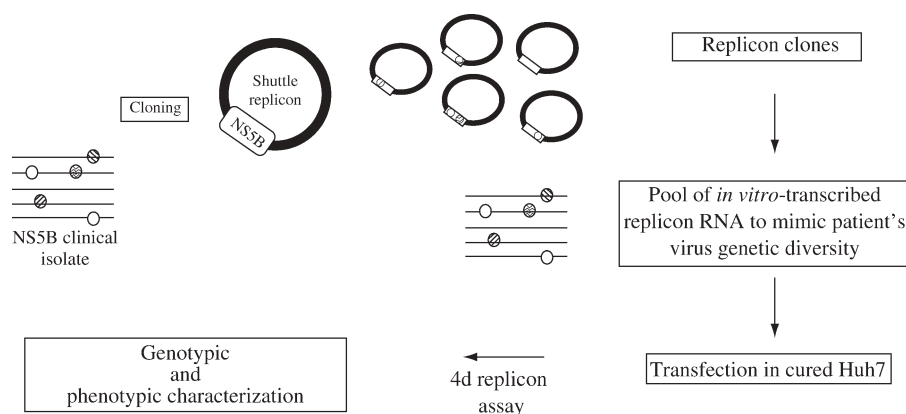 Cloning
Shuttle
replicon
NS5B
NS5B clinical
isolate
Replicon clones
Pool of in vitro-transcribed
replicon RNA to mimic patient's
virus genetic diversity
Transfection in cured Huh7
4d replicon
assay
Genotypic
and
phenotypic characterization